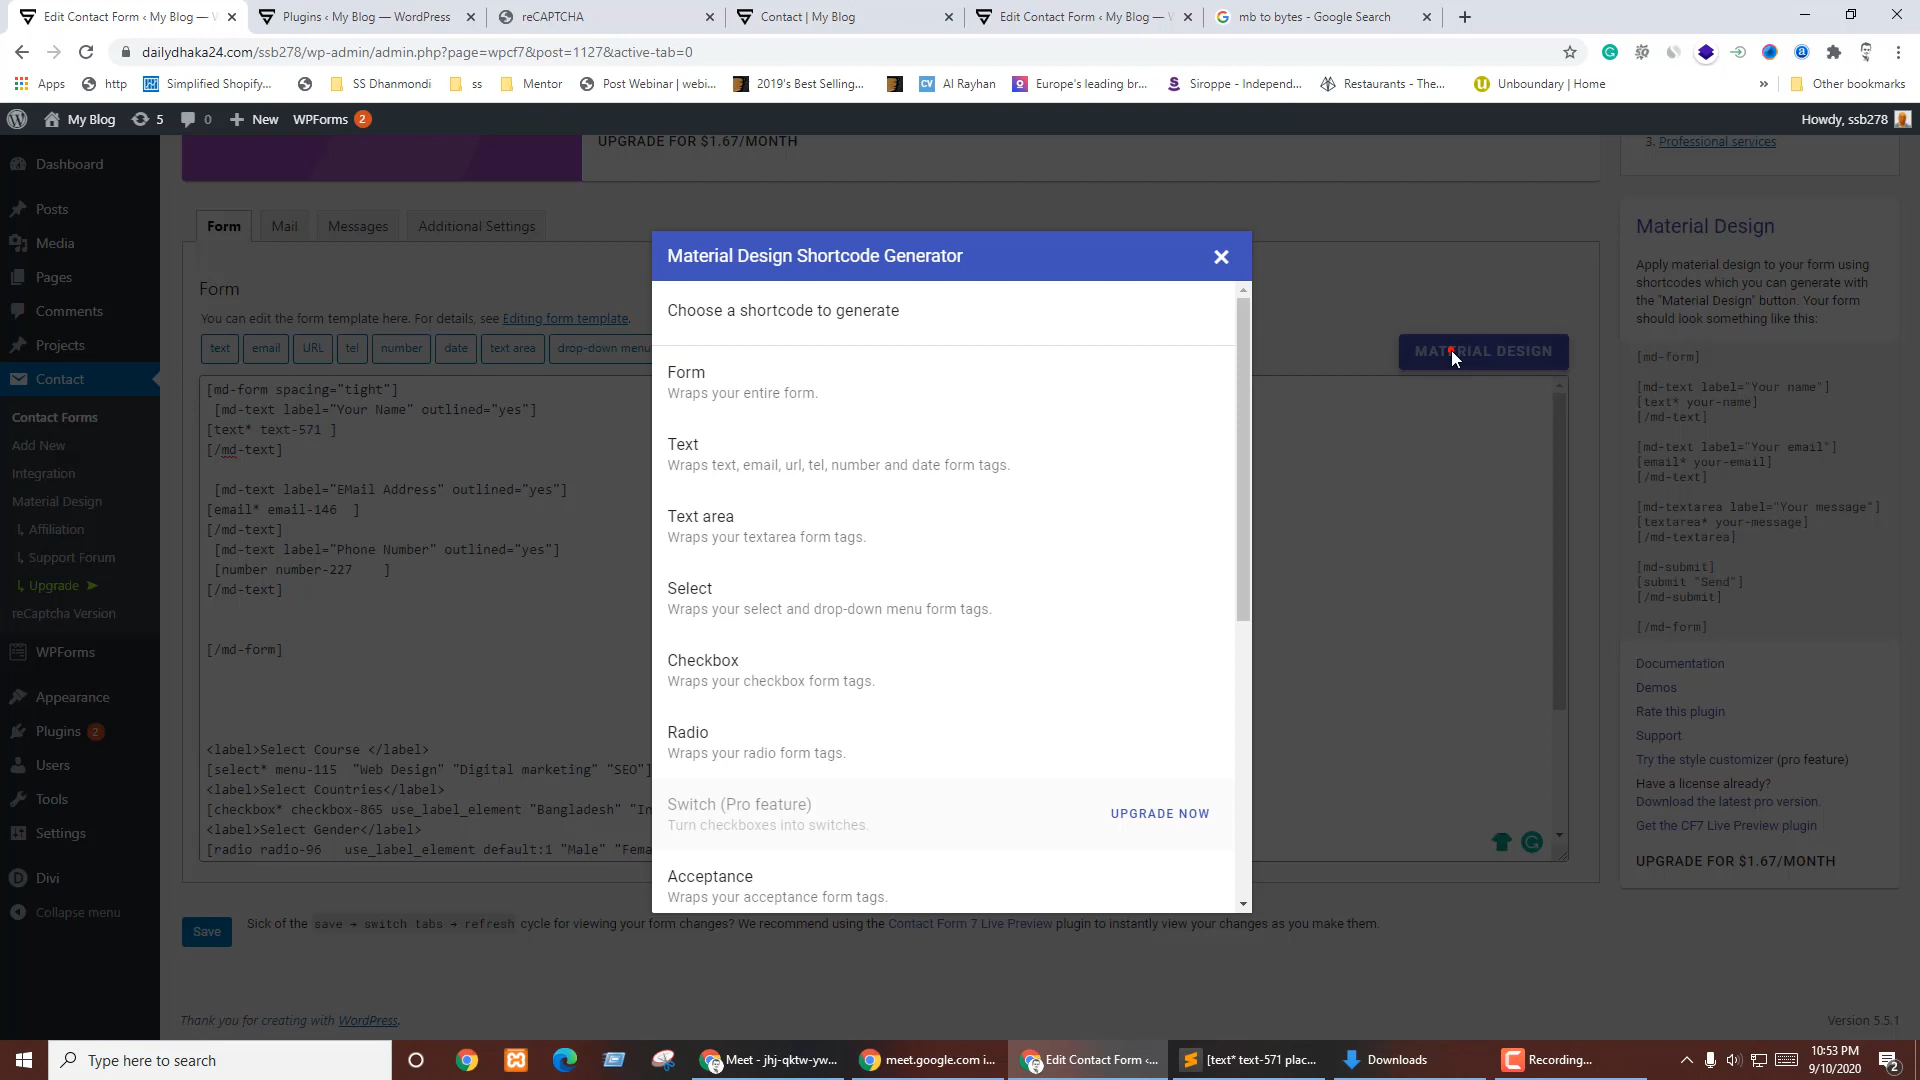 Edit Contact Form ‹ My Blog — W
Plugins ‹ My Blog — WordPress
reCAPTCHA
Contact | My Blog
Edit Contact Form ‹ My Blog — W
mb to bytes - Google Search
dailydhaka24.com/ssb278/wp-admin/admin.php?page=wpcf7&post=1127&active-tab=0
Apps
http
Simplified Shopify...
SS Dhanmondi
ss
Mentor
Post Webinar (webi...
2019's Best Selling...
CV Al Rayhan
Europe's leading br...
Siroppe - Independ...
Restaurants - The...
Unboundary | Home
»
Other bookmarks
My Blog
5
0
New
WPForms 2
Howdy, ssb278
Dashboard
Posts
Media
Pages
Comments
Projects
Contact
Contact Forms
Add New
Integration
Material Design
Affiliation
Support Forum
Upgrade ➤
reCaptcha Version
WPForms
Appearance
Plugins 2
Users
Tools
Settings
Divi
Collapse menu
UPGRADE FOR $1.67/MONTH
Form
Mail
Messages
Additional Settings
Form
You can edit the form template here. For details, see Editing form template.
text
email
URL
tel
number
date
text area
drop-down menu
MATERIAL DESIGN
[md-form spacing="tight"]
[md-text label="Your Name" outlined="yes"]
[text* text-571 ]
[/md-text]
[md-text label="EMail Address" outlined="yes"]
[email* email-146 ]
[/md-text]
[md-text label="Phone Number" outlined="yes"]
[number number-227 ]
[/md-text]
[/md-form]
<label>Select Course </label>
[select* menu-115 "Web Design" "Digital marketing" "SEO"]
<label>Select Countries</label>
[checkbox* checkbox-865 use_label_element "Bangladesh" "In
<label>Select Gender</label>
[radio radio-96 use_label_element default:1 "Male" "Fema
Material Design Shortcode Generator
Choose a shortcode to generate
Form
Wraps your entire form.
Text
Wraps text, email, url, tel, number and date form tags.
Text area
Wraps your textarea form tags.
Select
Wraps your select and drop-down menu form tags.
Checkbox
Wraps your checkbox form tags.
Radio
Wraps your radio form tags.
Switch (Pro feature)
Turn checkboxes into switches.
UPGRADE NOW
Acceptance
Wraps your acceptance form tags.
3. Professional services
Material Design
Apply material design to your form using
shortcodes which you can generate with
the "Material Design" button. Your form
should look something like this:
[md-form]
[md-text label="Your name"]
[text* your-name]
[/md-text]
[md-text label="Your email"]
[email* your-email]
[/md-text]
[md-textarea label="Your message"]
[textarea* your-message]
[/md-textarea]
[md-submit]
[submit "Send"]
[/md-submit]
[/md-form]
Documentation
Demos
Rate this plugin
Support
Try the style customizer (pro feature)
Have a license already?
Download the latest pro version.
Get the CF7 Live Preview plugin
UPGRADE FOR $1.67/MONTH
Save
Sick of the save → switch tabs → refresh cycle for viewing your form changes? We recommend using the Contact Form 7 Live Preview plugin to instantly view your changes as you make them.
Thank you for creating with WordPress.
Version 5.5.1
Type here to search
Meet - jhj-qktw-yw...
meet.google.com i...
Edit Contact Form ‹...
[text* text-571 plac...
Downloads
Recording...
10:53 PM
9/10/2020
2